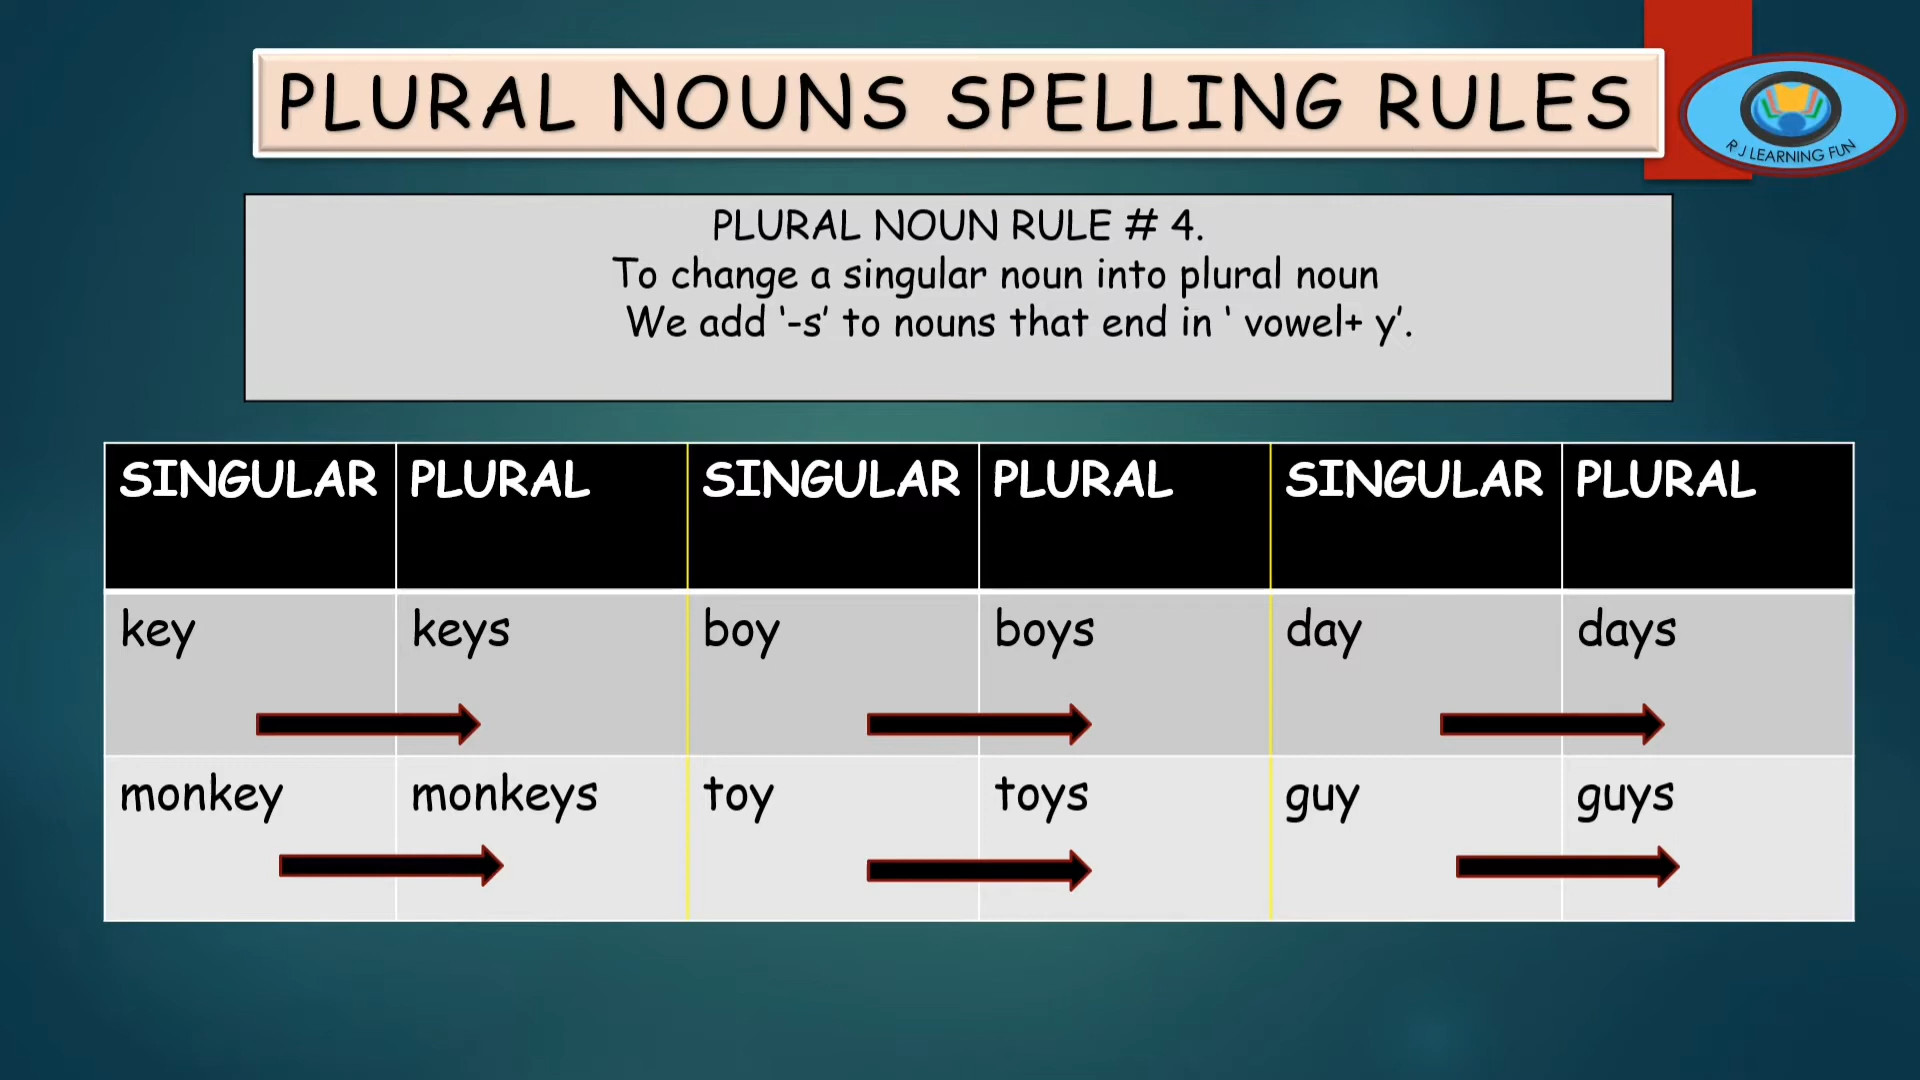 PLURAL NOUNS SPELLING RULES
R J LEARNING FUN
PLURAL NOUN RULE # 4.
To change a singular noun into plural noun
We add ‘-s’ to nouns that end in ‘ vowel+ y’.
SINGULAR PLURAL SINGULAR PLURAL SINGULAR PLURAL
key keys boy boys day days
monkey monkeys toy toys guy guys